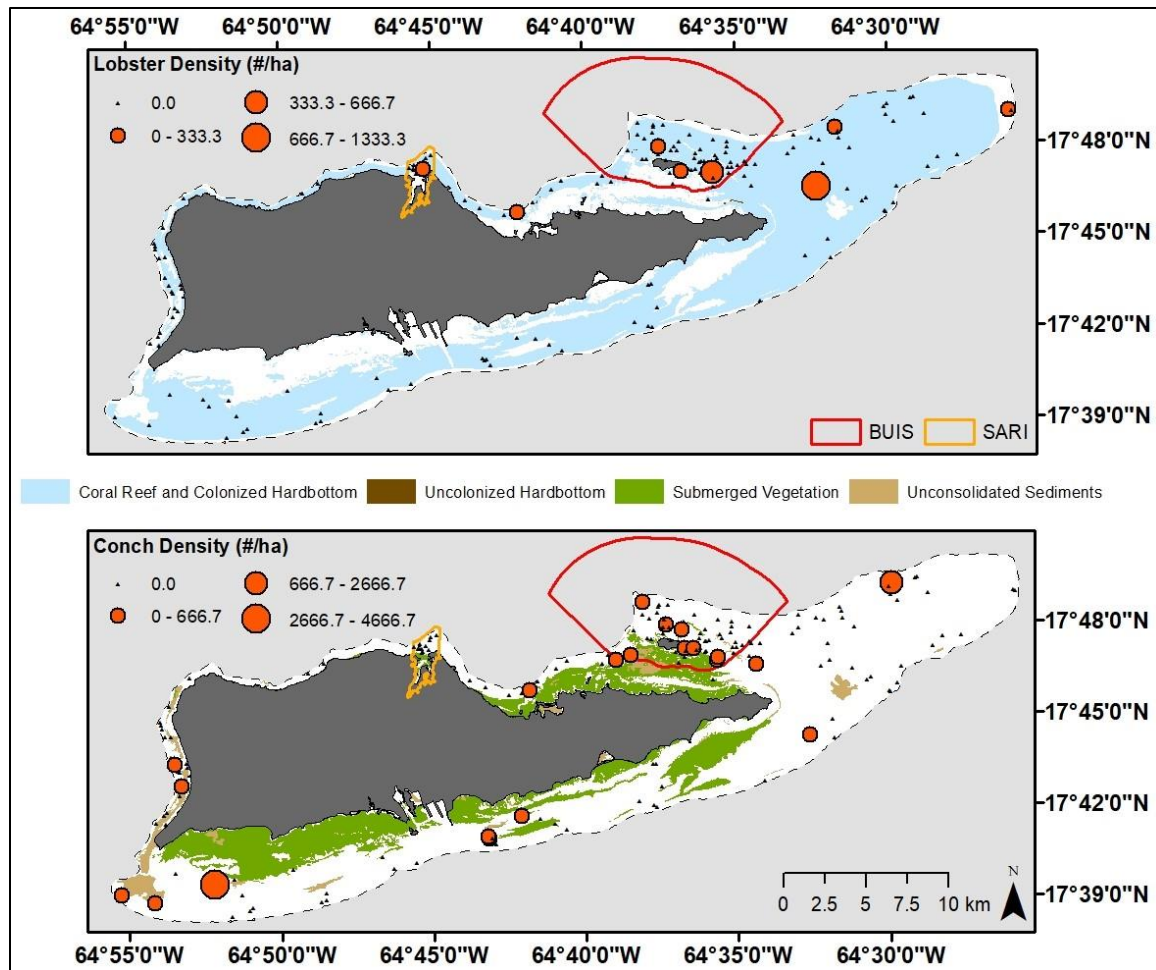 64°55'0"W 64°50'0"W 64°45'0"W 64°40'0"W 64°35'0"W 64°30'0"W
Lobster Density (#/ha)
0.0 333.3 - 666.7
0 - 333.3 666.7 - 1333.3
17°48'0"N
17°45'0"N
17°42'0"N
17°39'0"N
BUIS SARI
Coral Reef and Colonized Hardbottom Uncolonized Hardbottom Submerged Vegetation Unconsolidated Sediments
Conch Density (#/ha)
0.0 666.7 - 2666.7
0 - 666.7 2666.7 - 4666.7
17°48'0"N
17°45'0"N
17°42'0"N
17°39'0"N
N
0 2.5 5 7.5 10 km
64°55'0"W 64°50'0"W 64°45'0"W 64°40'0"W 64°35'0"W 64°30'0"W